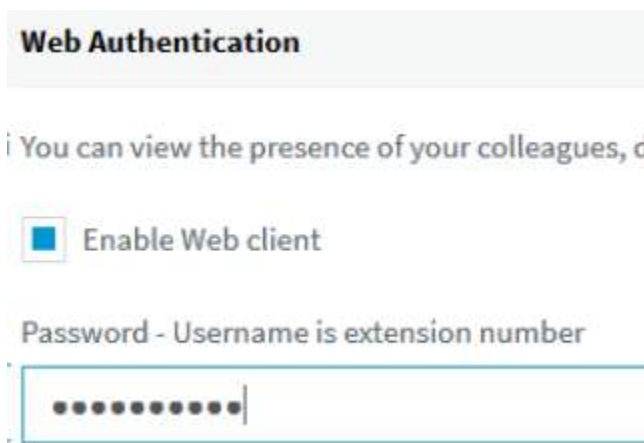 Web Authentication
You can view the presence of your colleagues,
Enable Web client
Password - Username is extension number
••••••••••